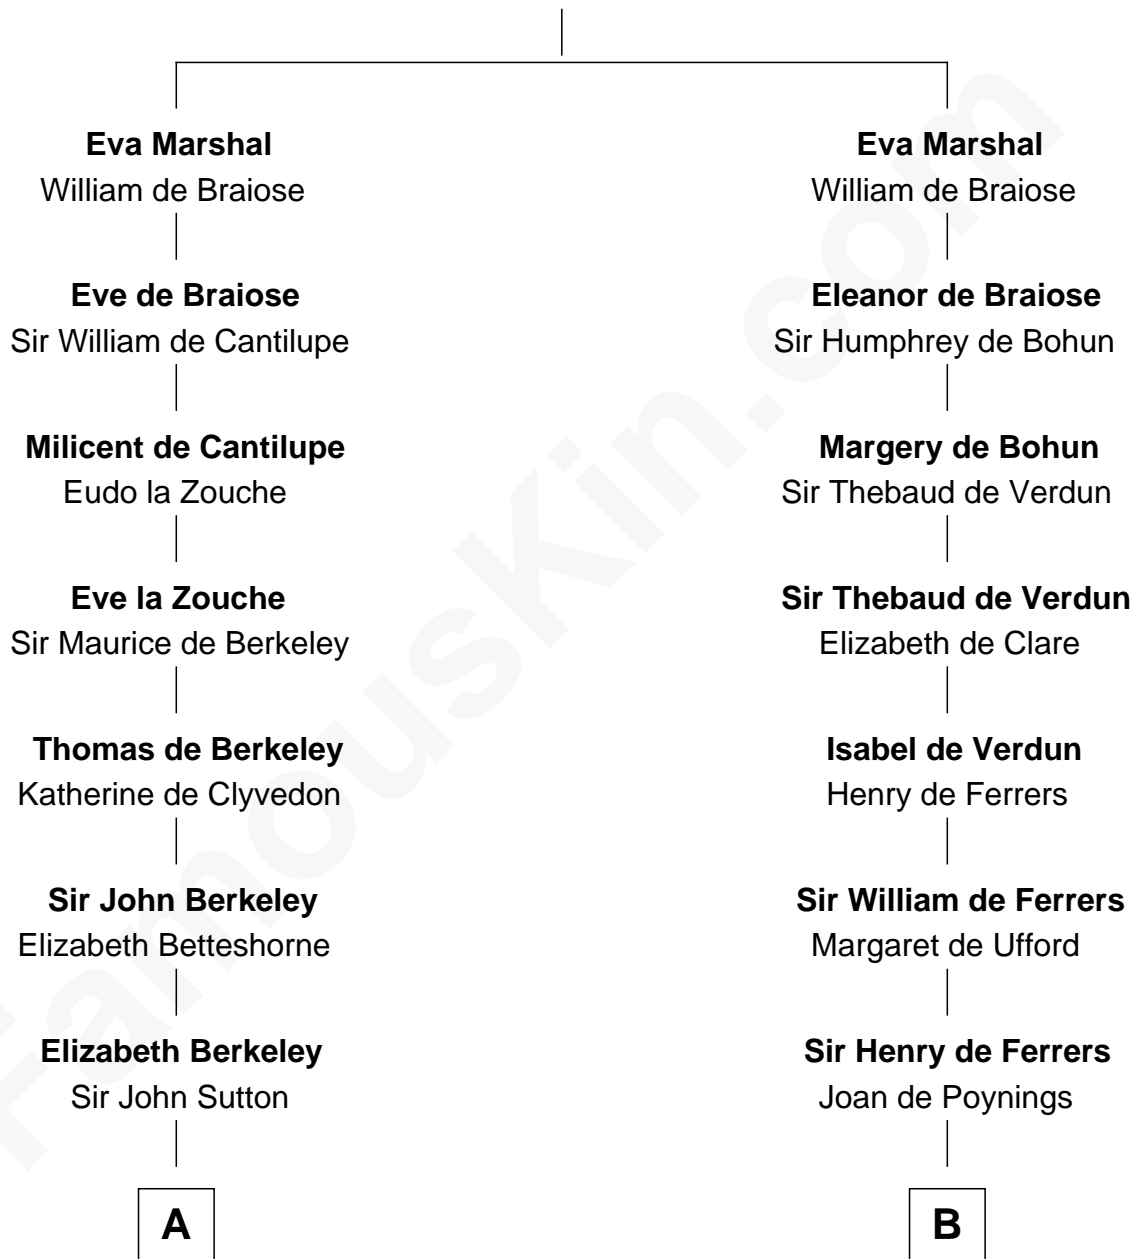 Eva Marshal
William de Braiose
Eve de Braiose
Sir William de Cantilupe
Milicent de Cantilupe
Eudo la Zouche
Eve la Zouche
Sir Maurice de Berkeley
Thomas de Berkeley
Katherine de Clyvedon
Sir John Berkeley
Elizabeth Betteshorne
Elizabeth Berkeley
Sir John Sutton
A
Eva Marshal
William de Braiose
Eleanor de Braiose
Sir Humphrey de Bohun
Margery de Bohun
Sir Thebaud de Verdun
Sir Thebaud de Verdun
Elizabeth de Clare
Isabel de Verdun
Henry de Ferrers
Sir William de Ferrers
Margaret de Ufford
Sir Henry de Ferrers
Joan de Poynings
B
FamousKin.com